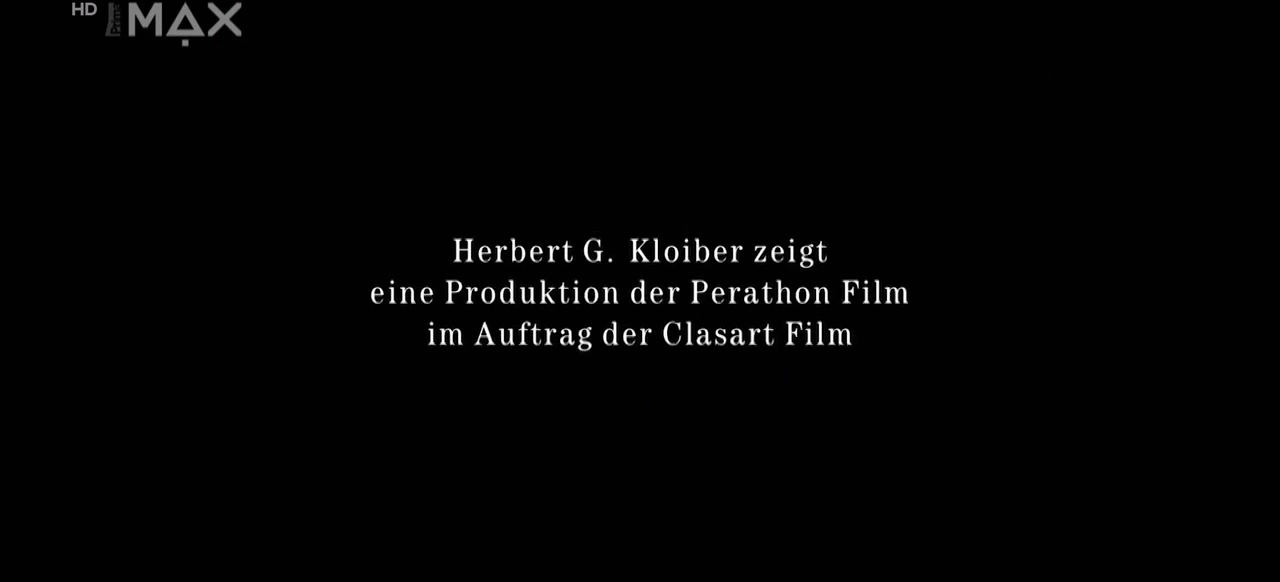 HD MAX
Herbert G. Kloiber zeigt
eine Produktion der Perathon Film
im Auftrag der Clasart Film